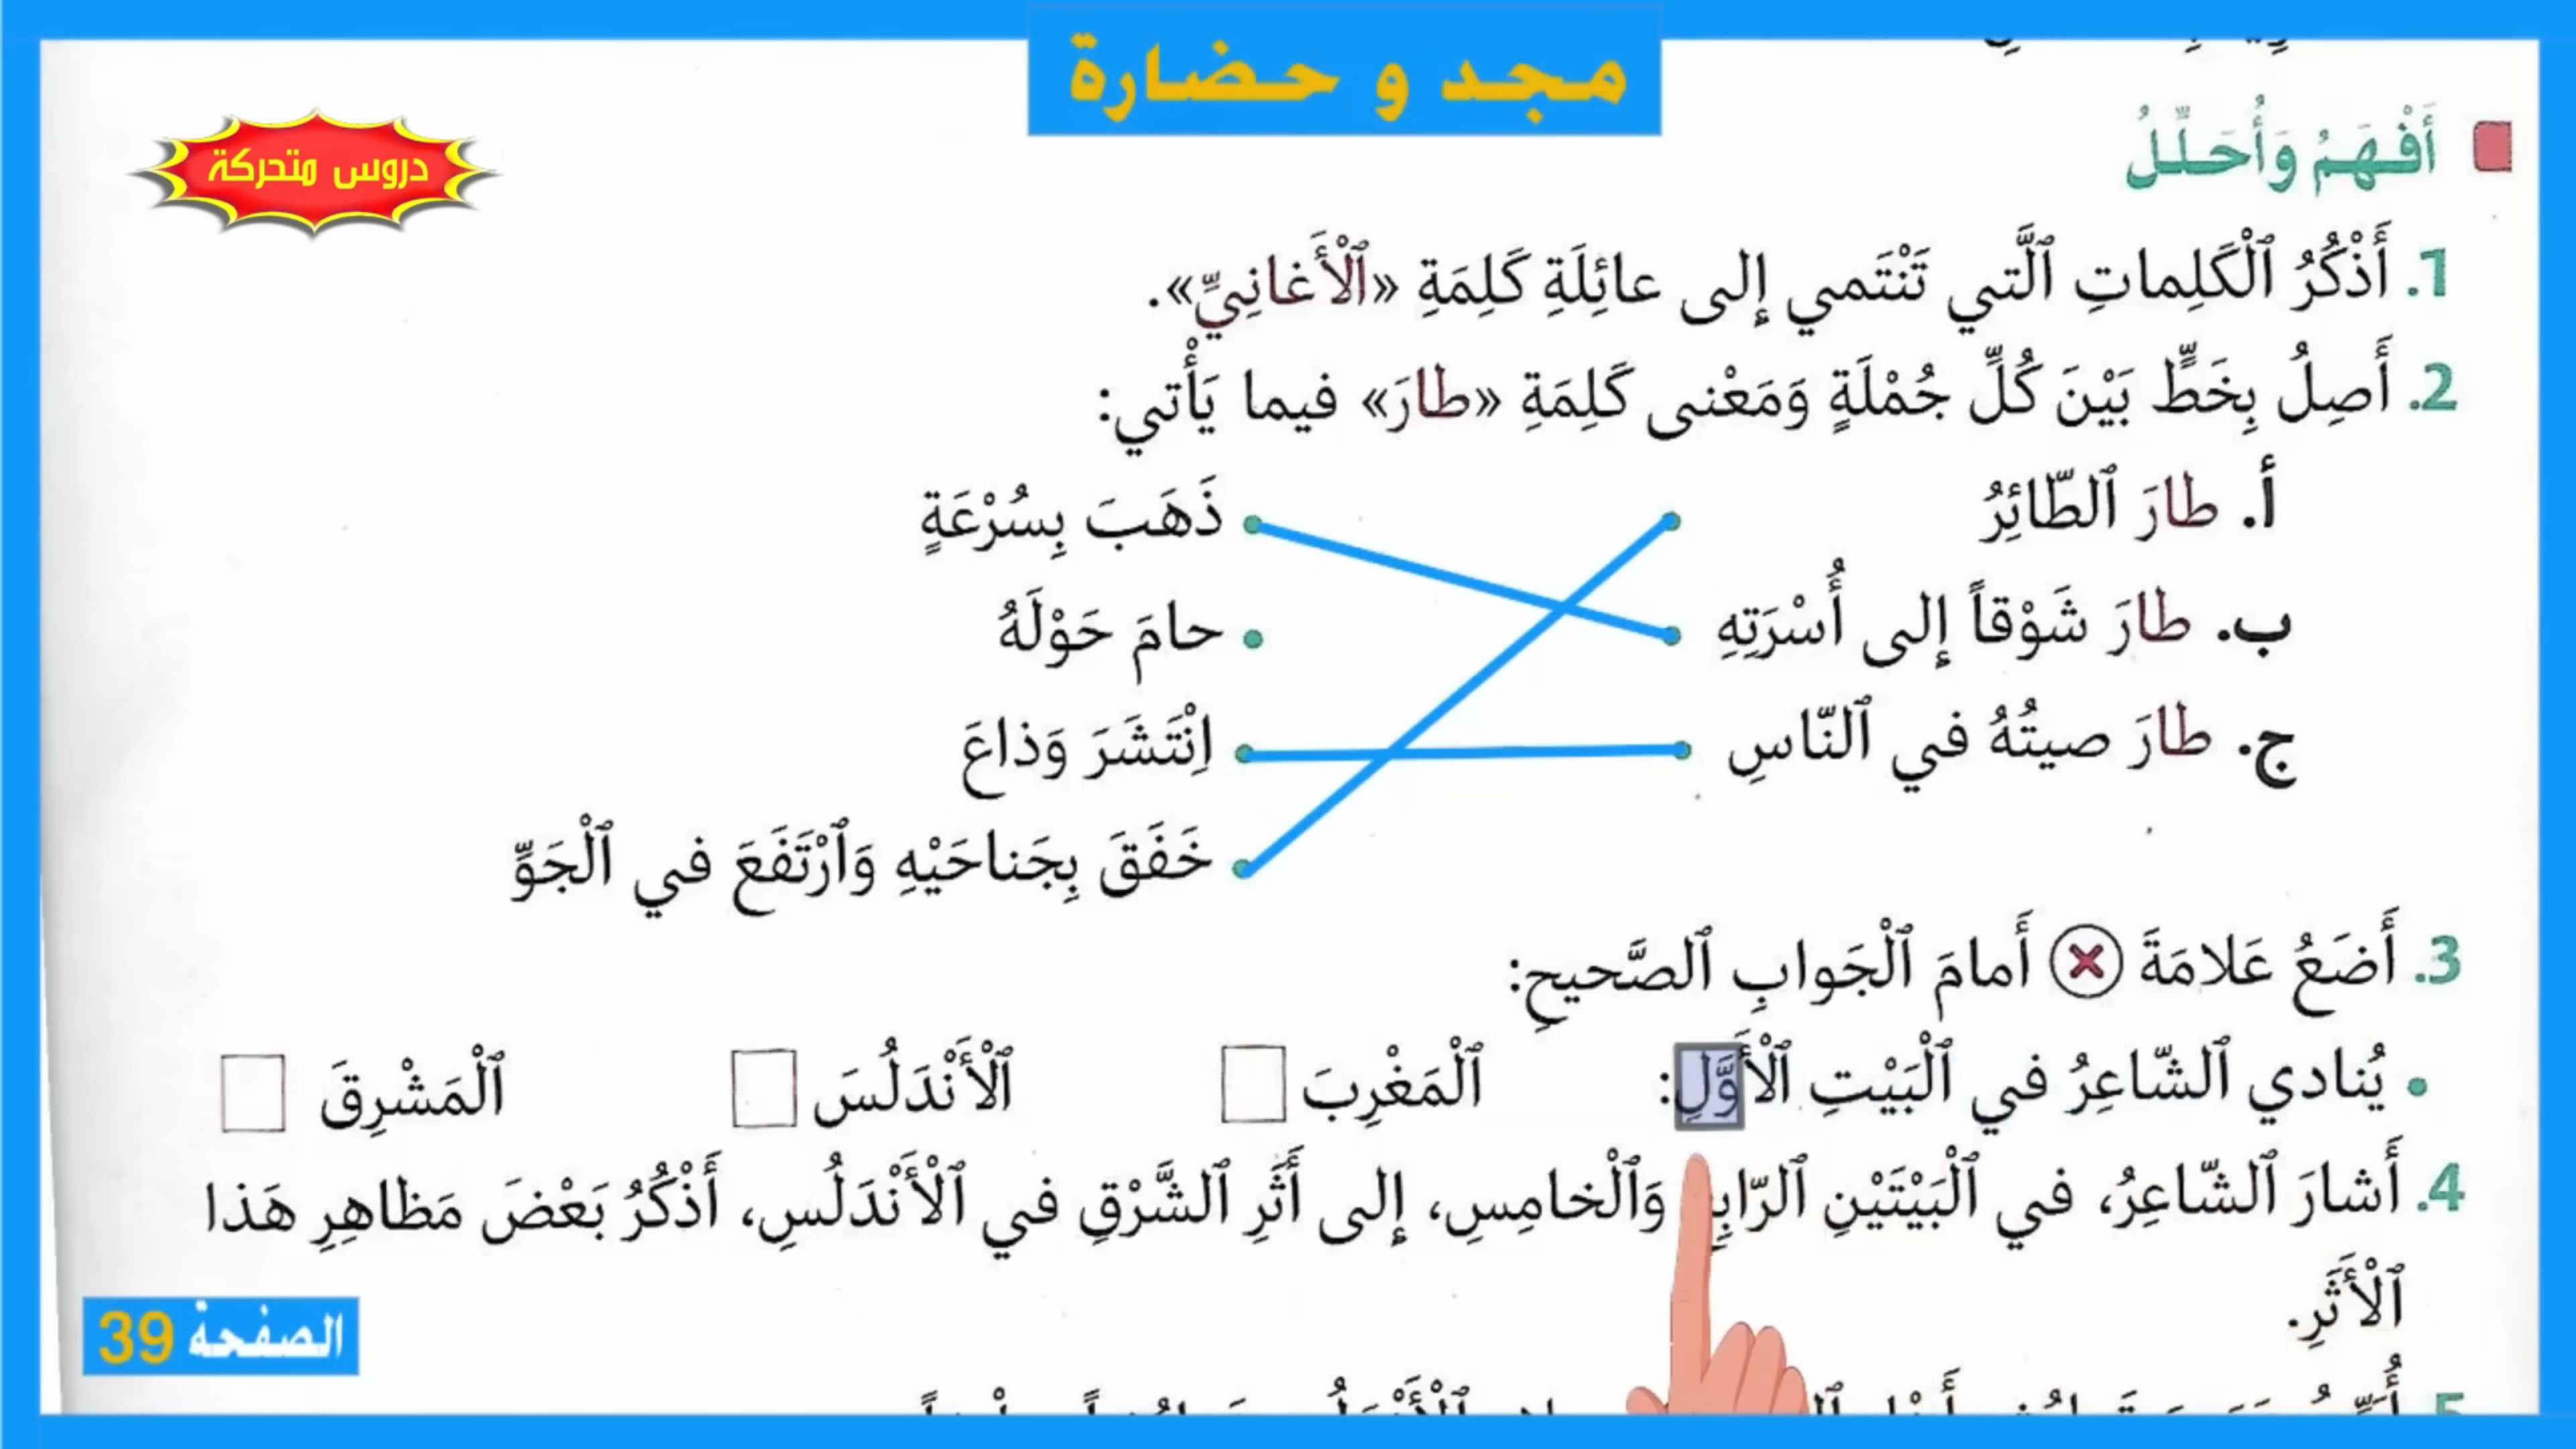 مجد و حضارة
دروس متحركة
أَفْهَمُ وَأُحَلِّلُ
1. أَذْكُرُ ٱلْكَلِماتِ ٱلَّتي تَنْتَمي إِلى عائِلَةِ كَلِمَةِ «ٱلْأَغانِيِّ».
2. أَصِلُ بِخَطٍّ بَيْنَ كُلِّ جُمْلَةٍ وَمَعْنى كَلِمَةِ «طارَ» فيما يَأْتي:
أ. طارَ ٱلطّائِرُ • • ذَهَبَ بِسُرْعَةٍ
ب. طارَ شَوْقاً إِلى أُسْرَتِهِ • • حامَ حَوْلَهُ
ج. طارَ صيتُهُ في ٱلنّاسِ • • اِنْتَشَرَ وَذاعَ
• خَفَقَ بِجَناحَيْهِ وَٱرْتَفَعَ في ٱلْجَوِّ
3. أَضَعُ عَلامَةَ × أَمامَ ٱلْجَوابِ ٱلصَّحيحِ:
• يُنادي ٱلشّاعِرُ في ٱلْبَيْتِ ٱلْأَوَّلِ: ٱلْمَغْرِبَ ٱلْأَنْدَلُسَ ٱلْمَشْرِقَ
4. أَشارَ ٱلشّاعِرُ، في ٱلْبَيْتَيْنِ ٱلرّابِعِ وَٱلْخامِسِ، إِلى أَثَرِ ٱلشَّرْقِ في ٱلْأَنْدَلُسِ، أَذْكُرُ بَعْضَ مَظاهِرِ هَذا
ٱلْأَثَرِ.
الصفحة 39